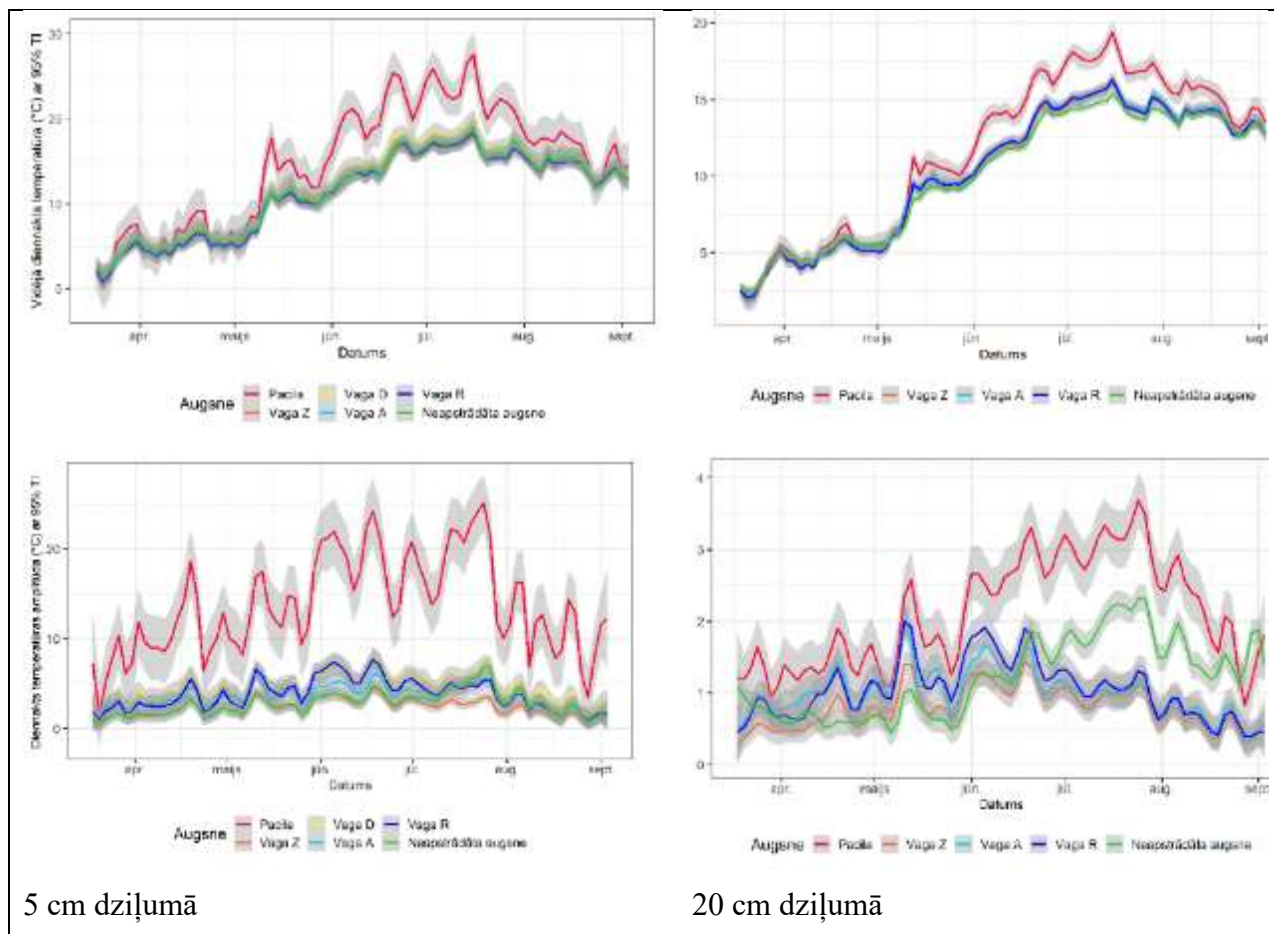 Vidējā diennakts temperatūra (°C) ar 95% TI
30
20
10
0
apr.
maijs
jūn.
jūl.
aug.
sept.
Datums
Augsne
Pacila
Vaga D
Vaga R
Vaga Z
Vaga A
Neapstrādāta augsne
20
15
10
5
apr.
maijs
jūn.
jūl.
aug.
sept.
Datums
Augsne Pacila Vaga Z Vaga A Vaga R Neapstrādāta augsne
Diennakts temperatūras amplitūda (°C) ar 95% TI
20
10
0
apr.
maijs
jūn.
jūl.
aug.
sept.
Datums
Augsne
Pacila
Vaga D
Vaga R
Vaga Z
Vaga A
Neapstrādāta augsne
4
3
2
1
0
apr.
maijs
jūn.
jūl.
aug.
sept.
Datums
Augsne Pacila Vaga Z Vaga A Vaga R Neapstrādāta augsne
5 cm dziļumā
20 cm dziļumā